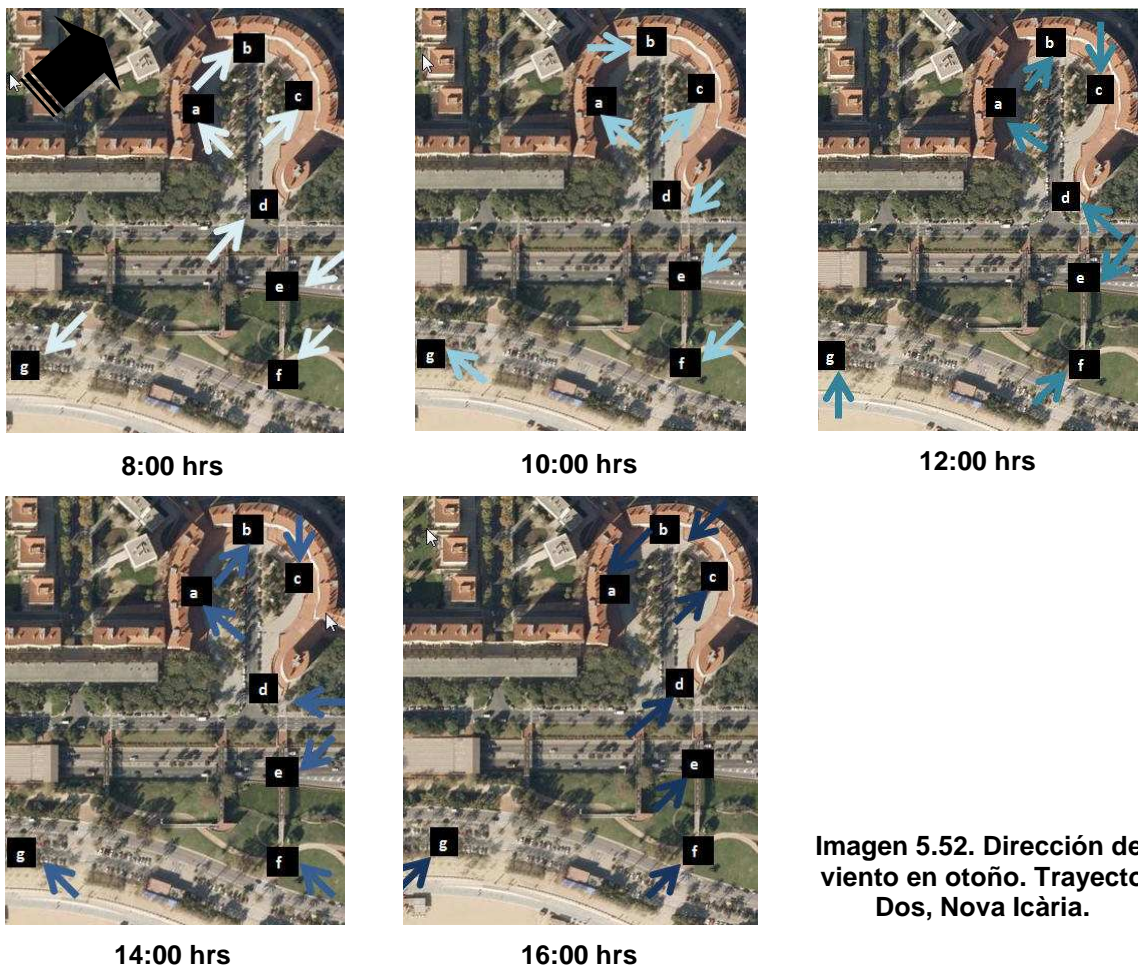 b
a
c
d
e
g
f
b
a
c
d
e
g
f
b
a
c
d
e
g
f
8:00 hrs
10:00 hrs
12:00 hrs
b
a
c
d
e
g
f
b
a
c
d
e
g
f
Imagen 5.52. Dirección de
viento en otoño. Trayecto
Dos, Nova Icària.
14:00 hrs
16:00 hrs